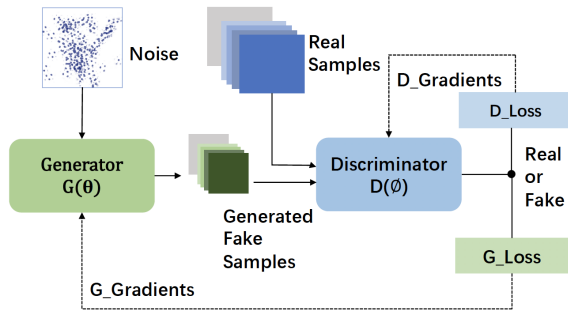 Noise
Real
Samples
D_Gradients
D_Loss
Generator
G(θ)
Discriminator
D(∅)
Real
or
Fake
Generated
Fake
Samples
G_Loss
G_Gradients